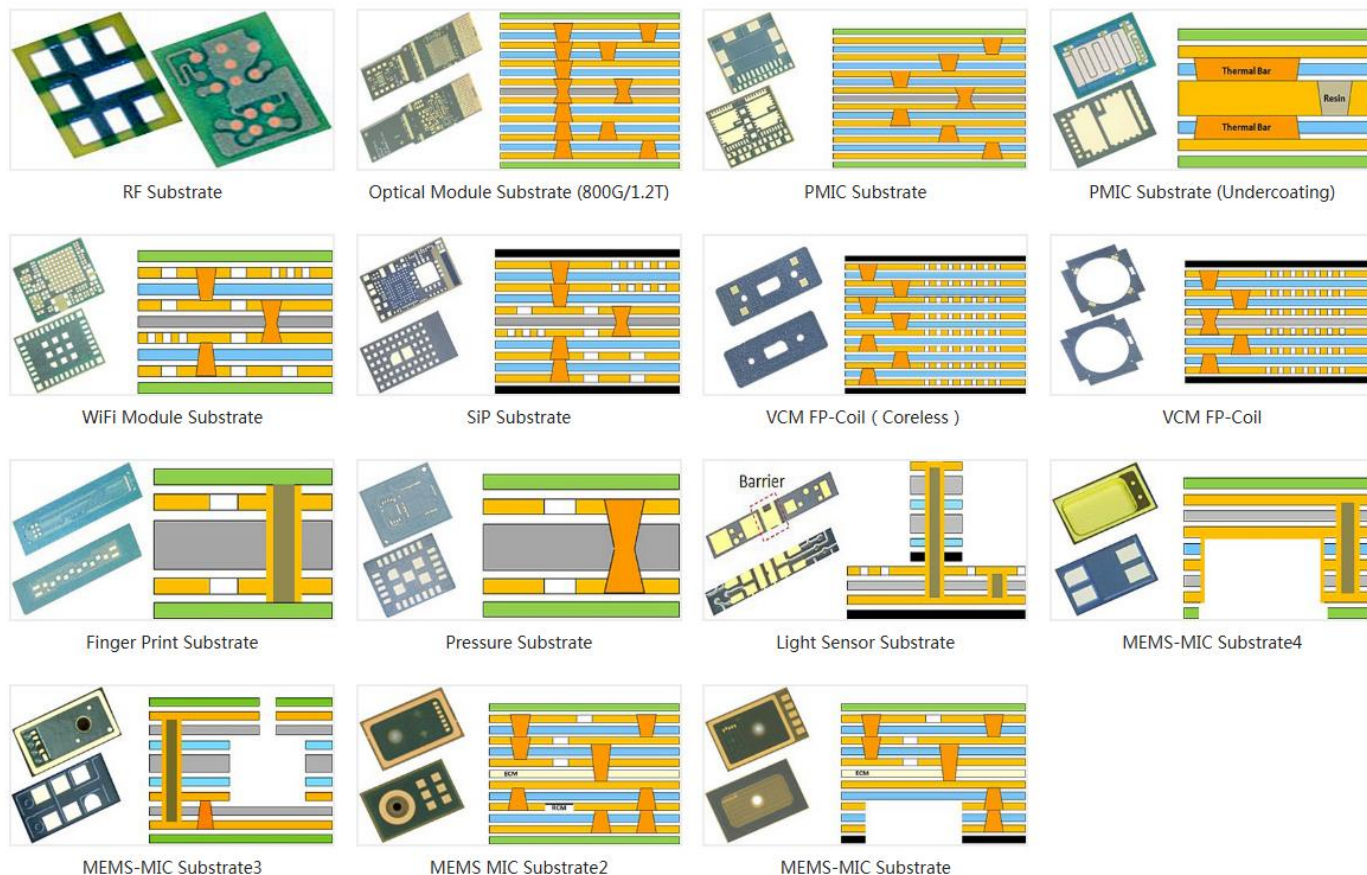 Thermal Bar
Resin
Thermal Bar
RF Substrate
Optical Module Substrate (800G/1.2T)
PMIC Substrate
PMIC Substrate (Undercoating)
WiFi Module Substrate
SiP Substrate
VCM FP-Coil ( Coreless )
VCM FP-Coil
Barrier
Finger Print Substrate
Pressure Substrate
Light Sensor Substrate
MEMS-MIC Substrate4
ECM
RCM
ECM
MEMS-MIC Substrate3
MEMS MIC Substrate2
MEMS-MIC Substrate